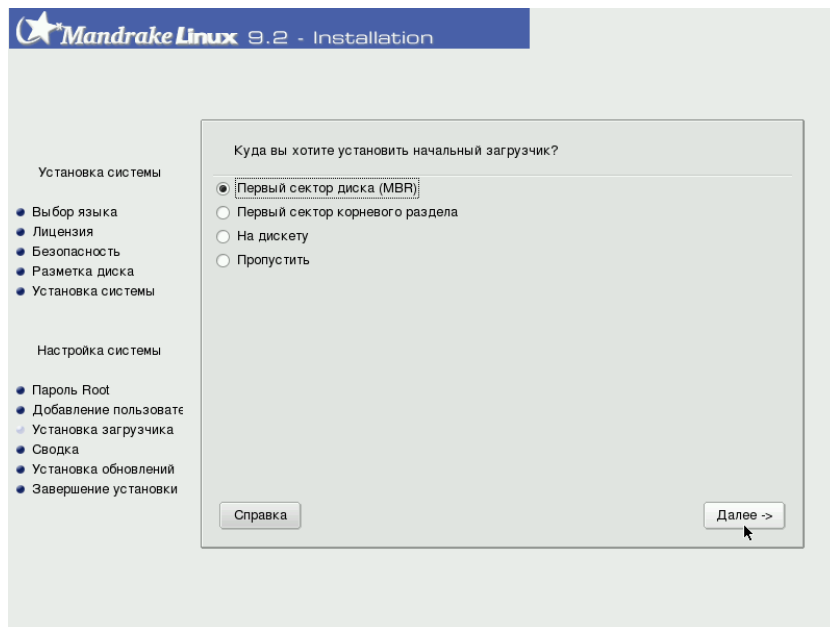 Mandrake Linux 9.2 - Installation
Установка системы
Выбор языка
Лицензия
Безопасность
Разметка диска
Установка системы
Настройка системы
Пароль Root
Добавление пользовате
Установка загрузчика
Сводка
Установка обновлений
Завершение установки
Куда вы хотите установить начальный загрузчик?
Первый сектор диска (MBR)
Первый сектор корневого раздела
На дискету
Пропустить
Справка
Далее ->